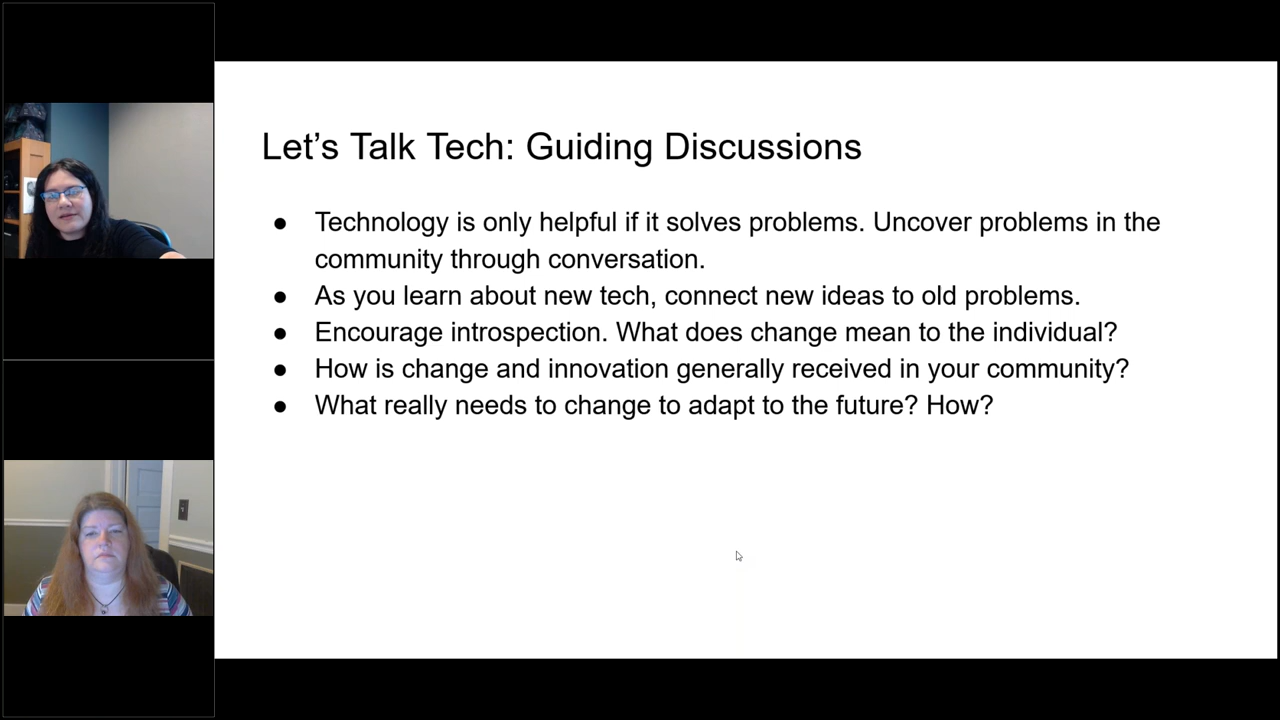 Let’s Talk Tech: Guiding Discussions
● Technology is only helpful if it solves problems. Uncover problems in the
community through conversation.
● As you learn about new tech, connect new ideas to old problems.
● Encourage introspection. What does change mean to the individual?
● How is change and innovation generally received in your community?
● What really needs to change to adapt to the future? How?